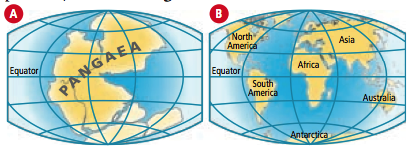 A
PANGAEA
Equator
B
North
America
Asia
Africa
Equator
South
America
Australia
Antarctica